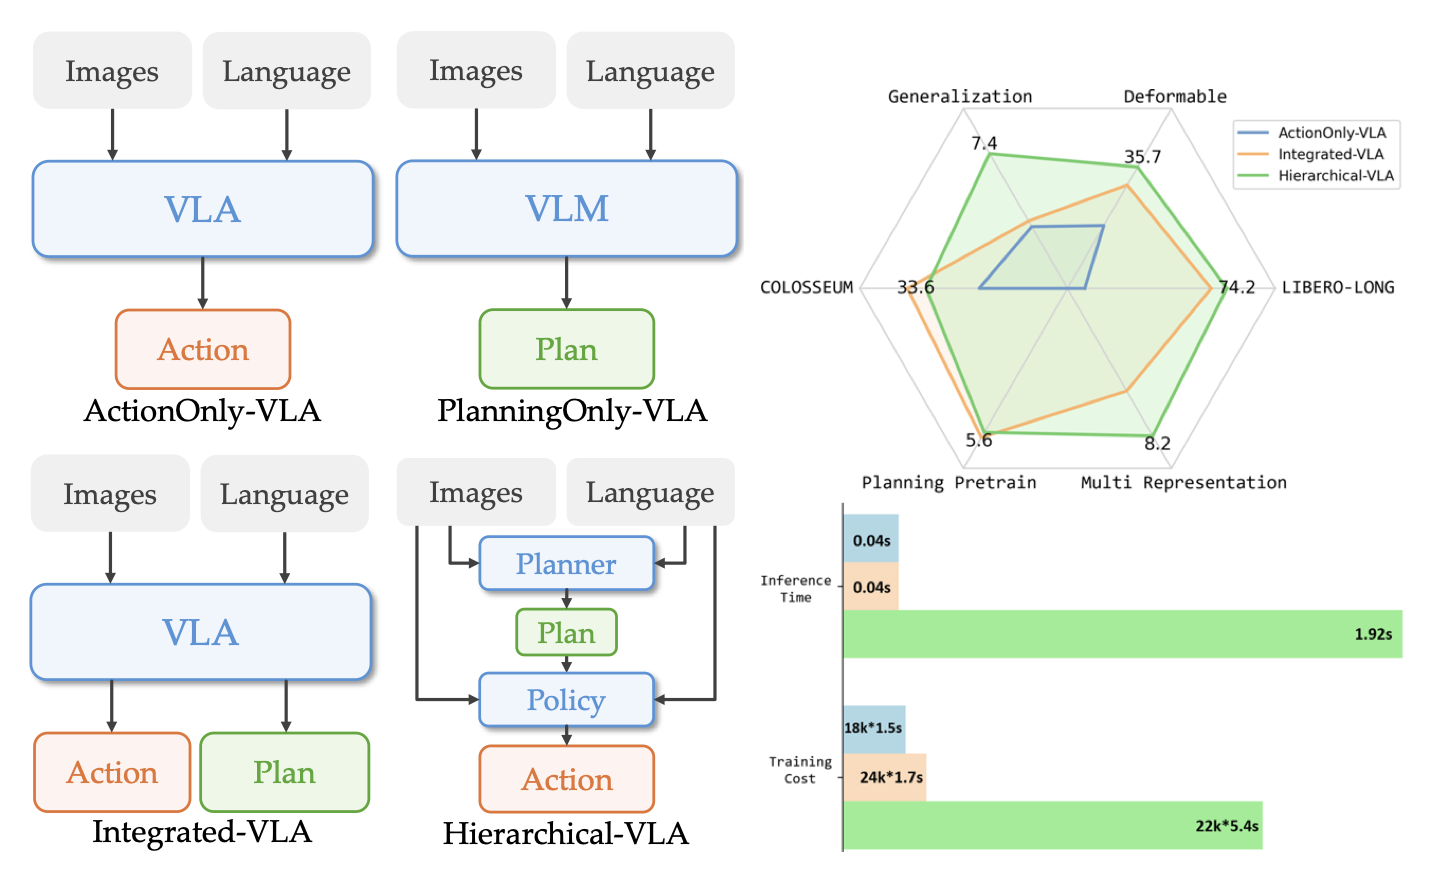 Images Language
VLA
Action
ActionOnly-VLA
Images Language
VLM
Plan
PlanningOnly-VLA
Images Language
VLA
Action Plan
Integrated-VLA
Images Language
Planner
Plan
Policy
Action
Hierarchical-VLA
Generalization Deformable
ActionOnly-VLA
Integrated-VLA
Hierarchical-VLA
7.4
35.7
COLOSSEUM 33.6 74.2 LIBERO-LONG
5.6 8.2
Planning Pretrain Multi Representation
0.04s
Inference
Time
0.04s
1.92s
18k*1.5s
Training
Cost
24k*1.7s
22k*5.4s